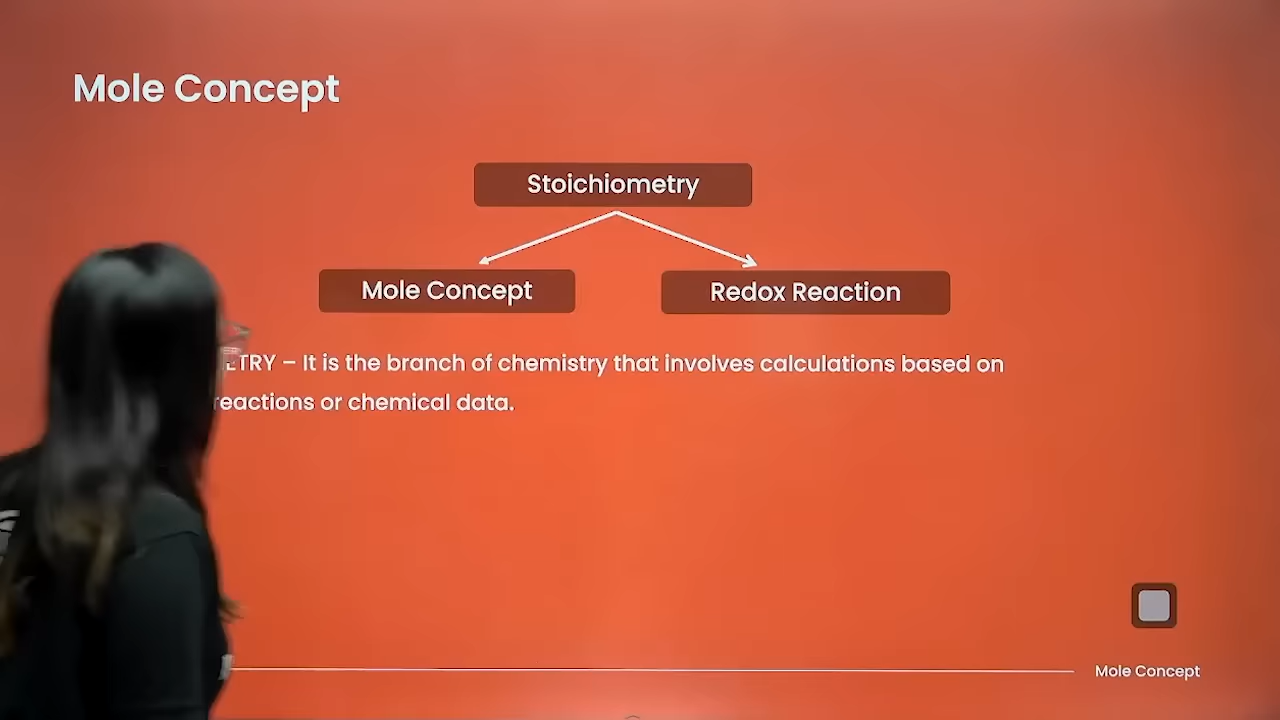 Mole Concept
Stoichiometry
Mole Concept
Redox Reaction
ETRY – It is the branch of chemistry that involves calculations based on
reactions or chemical data.
Mole Concept